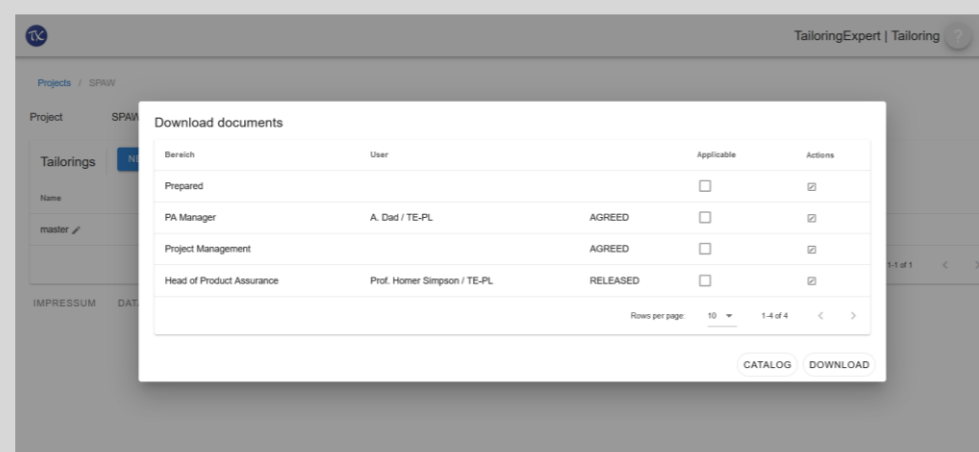 TailoringExpert | Tailoring ?
Projects / SPAW
Project SPAW
Download documents
Tailorings
Bereich User Applicable Actions
Name
Prepared
PA Manager A. Dad / TE-PL AGREED
master
Project Management AGREED
1-1 of 1
Head of Product Assurance Prof. Homer Simpson / TE-PL RELEASED
IMPRESSUM
Rows per page: 10 1-4 of 4
CATALOG DOWNLOAD